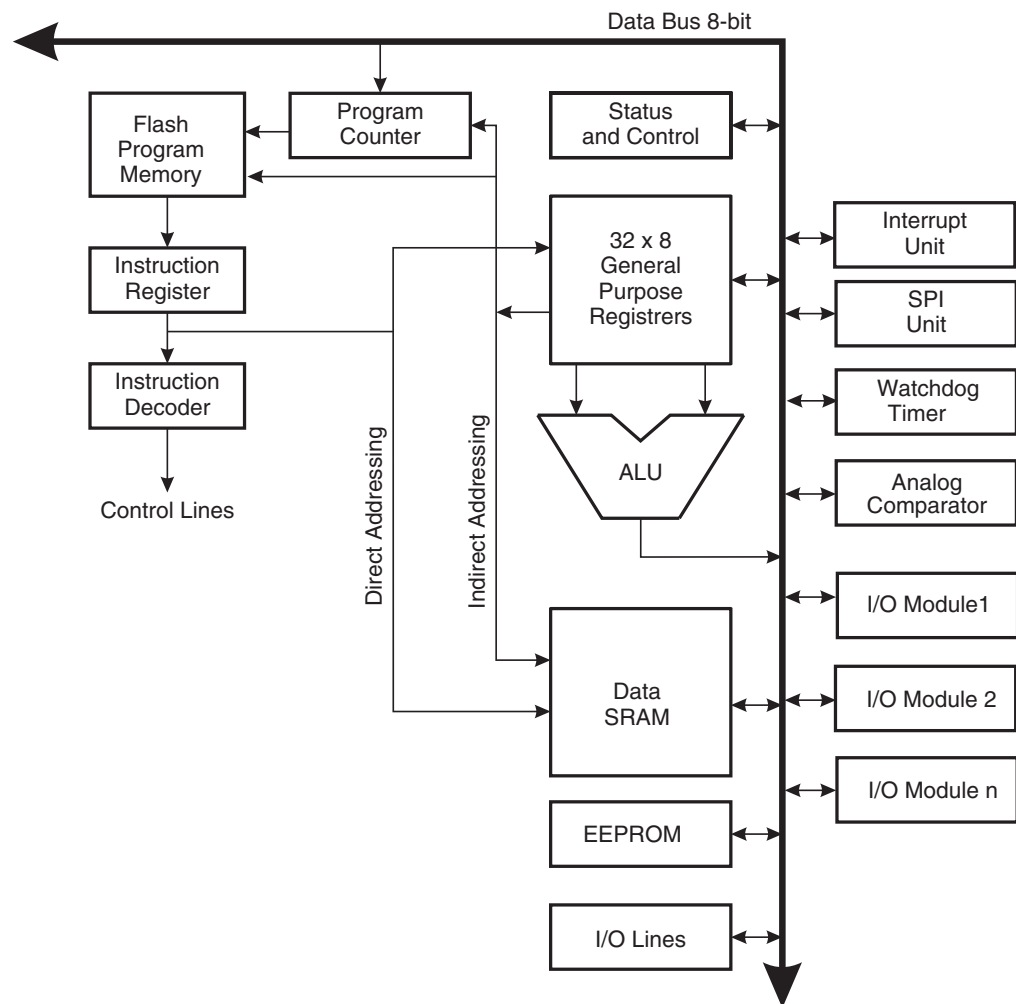 Data Bus 8-bit
Flash
Program
Memory
Program
Counter
Status
and Control
Interrupt
Unit
32 x 8
General
Purpose
Registrers
Instruction
Register
SPI
Unit
Instruction
Decoder
Watchdog
Timer
Direct Addressing
Indirect Addressing
ALU
Analog
Comparator
Control Lines
I/O Module1
Data
SRAM
I/O Module 2
I/O Module n
EEPROM
I/O Lines